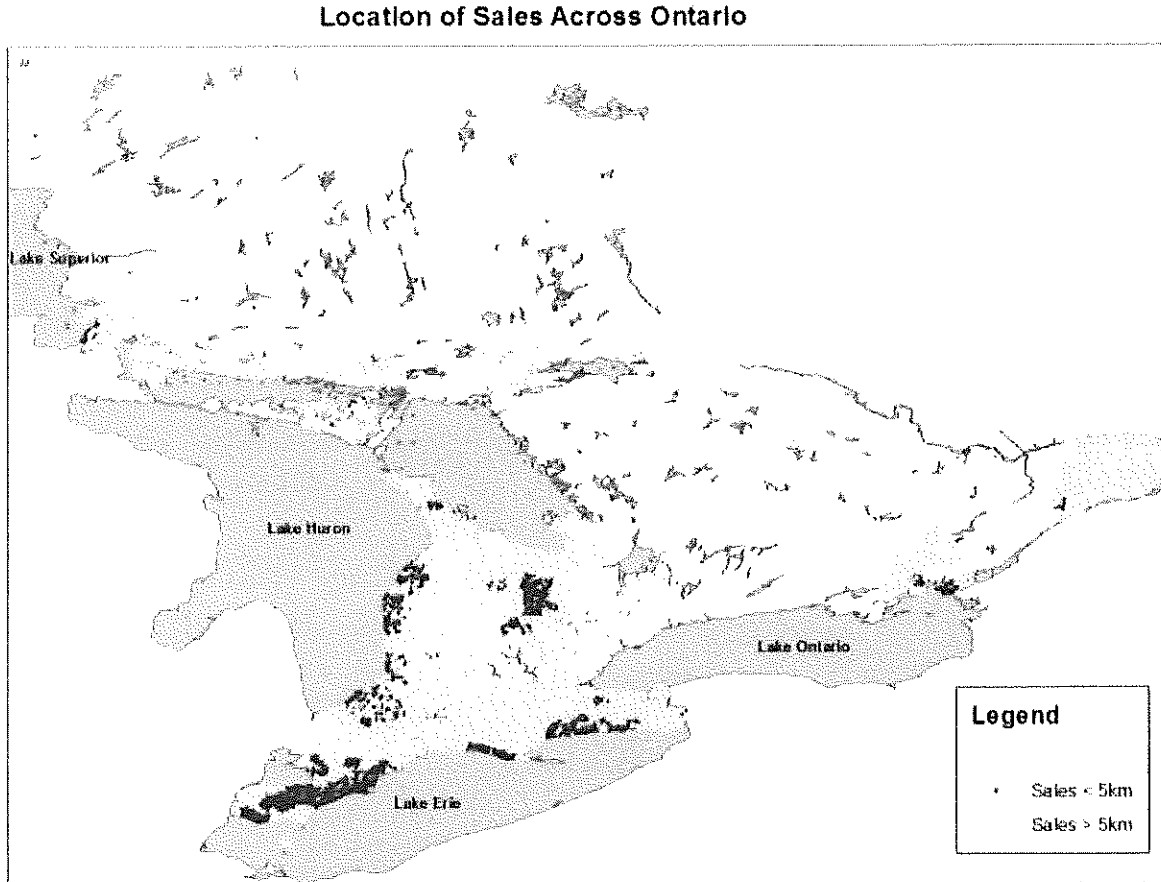 Location of Sales Across Ontario
Lake Superior
Lake Huron
Lake Ontario
Lake Erie
Legend
Sales < 5km
Sales > 5km